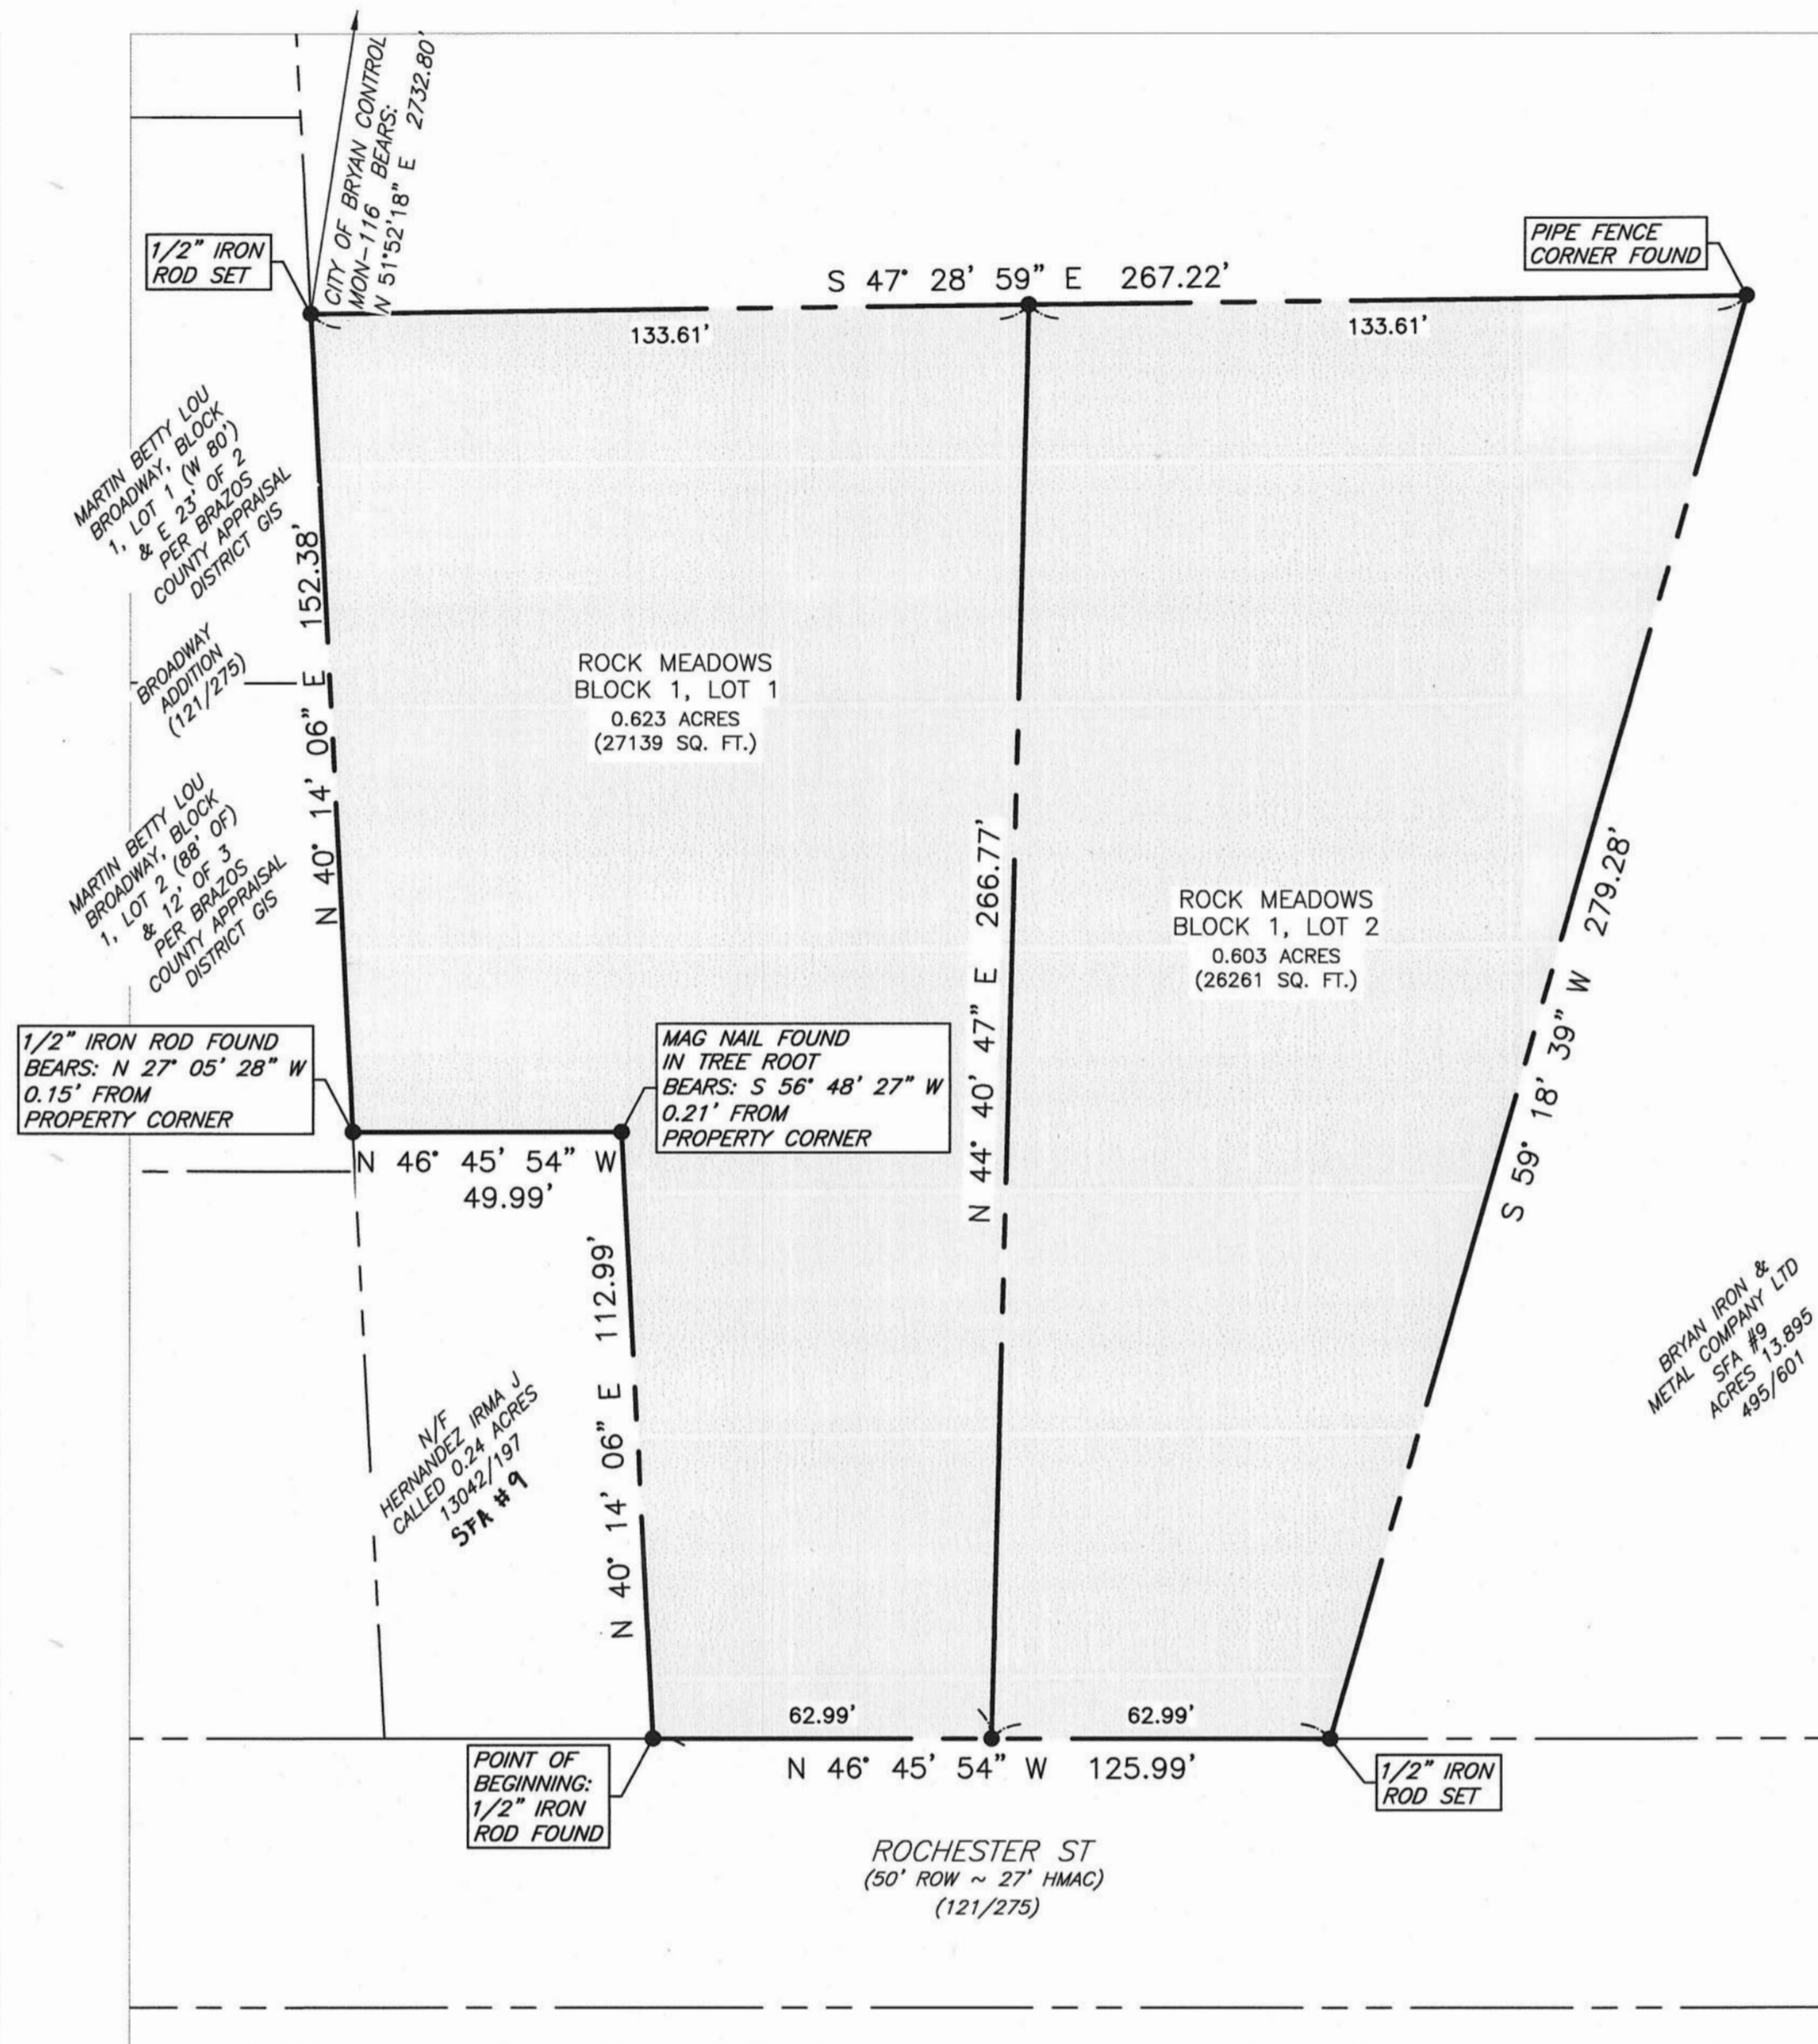 CITY OF BRYAN CONTROL
MON-116 BEARS:
N 51°52'18" E 2732.80'
1/2" IRON
ROD SET
PIPE FENCE
CORNER FOUND
S 47° 28' 59" E 267.22'
133.61'
133.61'
MARTIN BETTY LOU
BROADWAY, BLOCK
1, LOT 1 (W 80')
& E 23' OF 2
PER BRAZOS
COUNTY APPRAISAL
DISTRICT GIS
N 40° 14' 06" E 152.38'
BROADWAY
ADDITION
(121/275)
ROCK MEADOWS
BLOCK 1, LOT 1
0.623 ACRES
(27139 SQ. FT.)
MARTIN BETTY LOU
BROADWAY, BLOCK
1, LOT 2 (88' OF)
& 12' OF 3
PER BRAZOS
COUNTY APPRAISAL
DISTRICT GIS
N 44° 40' 47" E 266.77'
ROCK MEADOWS
BLOCK 1, LOT 2
0.603 ACRES
(26261 SQ. FT.)
S 59° 18' 39" W 279.28'
1/2" IRON ROD FOUND
BEARS: N 27° 05' 28" W
0.15' FROM
PROPERTY CORNER
MAG NAIL FOUND
IN TREE ROOT
BEARS: S 56° 48' 27" W
0.21' FROM
PROPERTY CORNER
N 46° 45' 54" W
49.99'
N 40° 14' 06" E 112.99'
N/F
HERNANDEZ IRMA J
CALLED 0.24 ACRES
13042/197
SFA #9
BRYAN IRON &
METAL COMPANY LTD
SFA #9
ACRES 13.895
495/601
62.99'
62.99'
N 46° 45' 54" W 125.99'
POINT OF
BEGINNING:
1/2" IRON
ROD FOUND
1/2" IRON
ROD SET
ROCHESTER ST
(50' ROW ~ 27' HMAC)
(121/275)